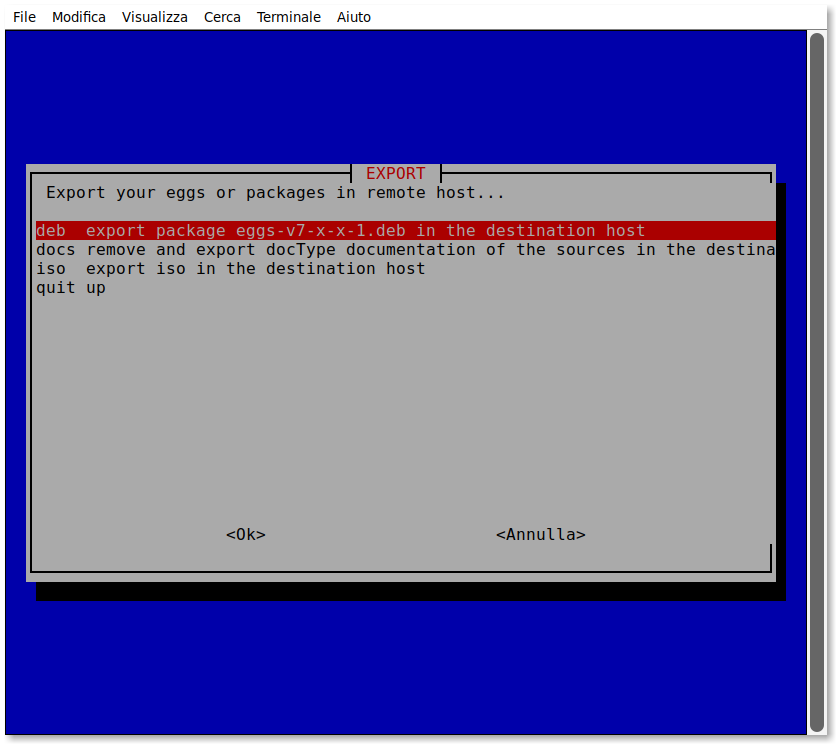 File Modifica Visualizza Cerca Terminale Aiuto
EXPORT
Export your eggs or packages in remote host...
deb export package eggs-v7-x-x-1.deb in the destination host
docs remove and export docType documentation of the sources in the destina
iso export iso in the destination host
quit up
<Ok> <Annulla>